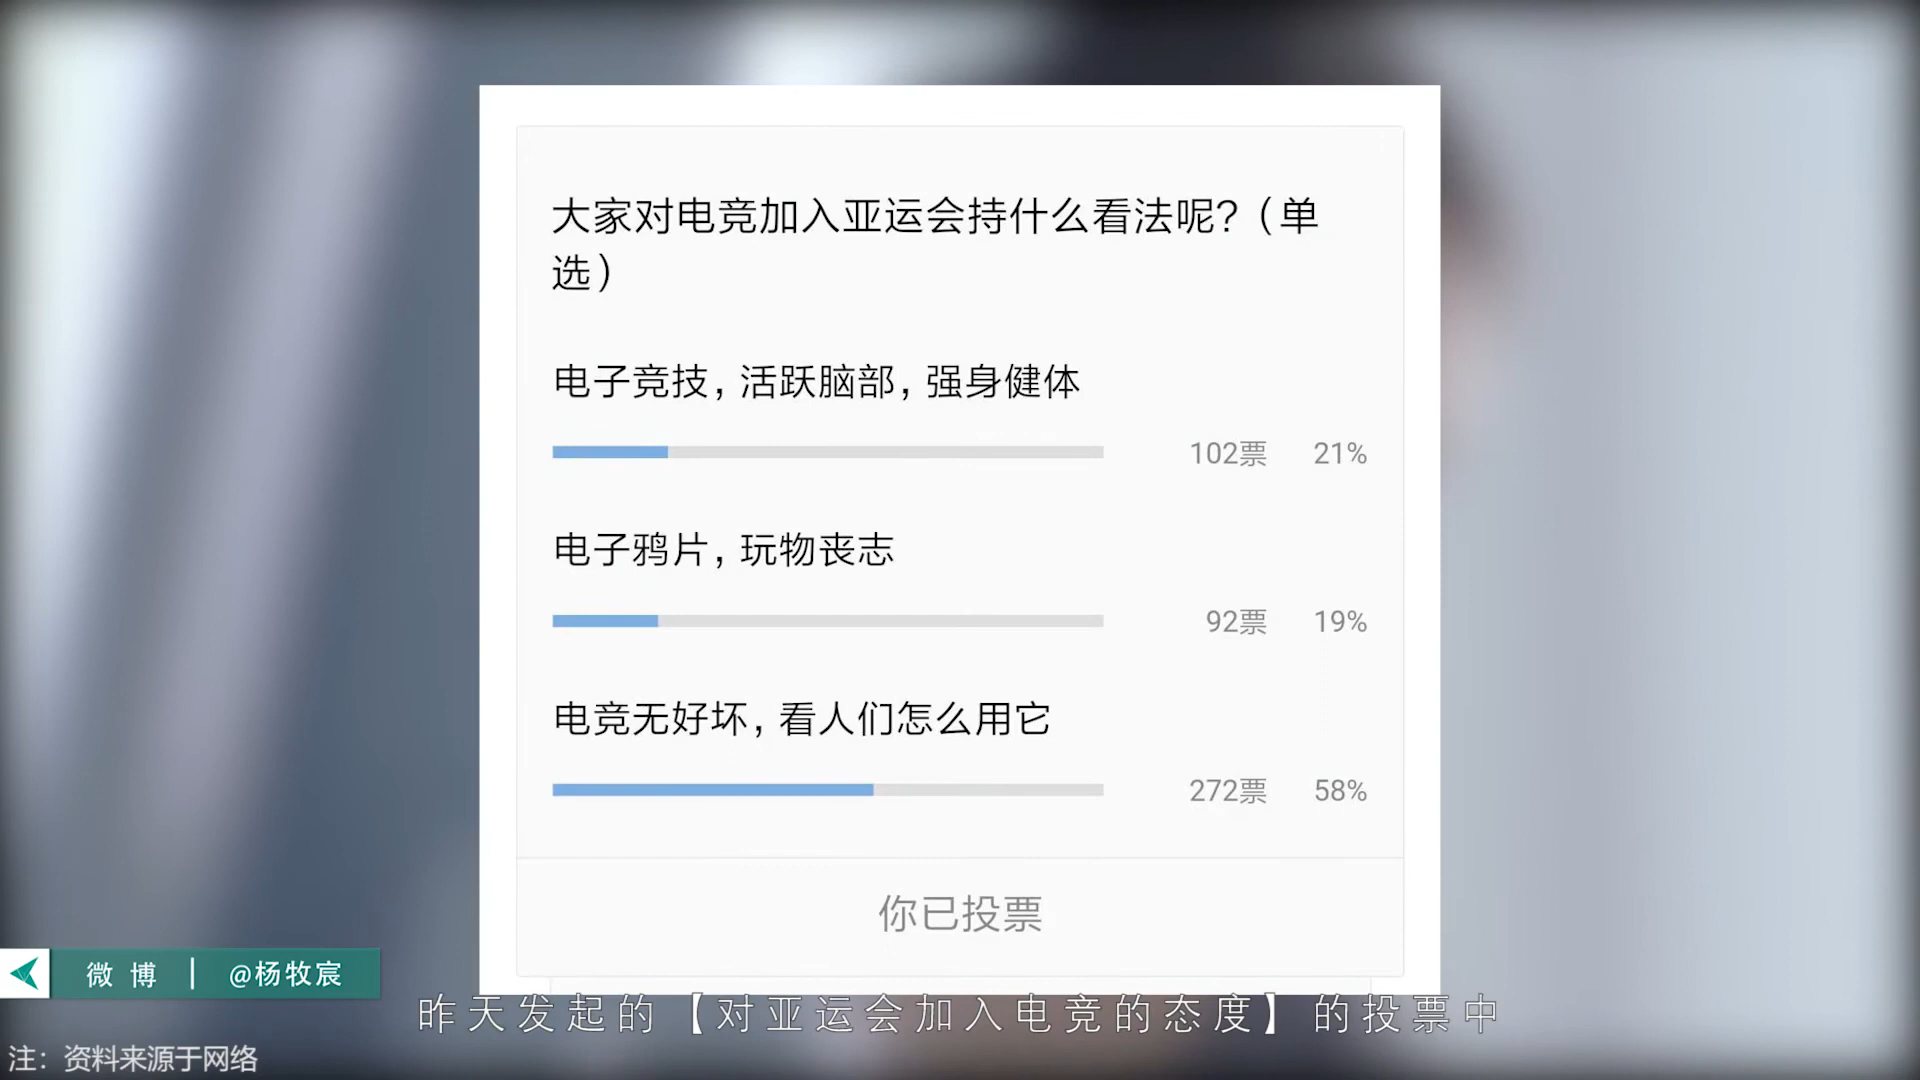 大家对电竞加入亚运会持什么看法呢?（单
选）
电子竞技，活跃脑部，强身健体
102票 21%
电子鸦片，玩物丧志
92票 19%
电竞无好坏，看人们怎么用它
272票 58%
你已投票
微博 | @杨牧宸
昨天发起的【对亚运会加入电竞的态度】的投票中
注：资料来源于网络